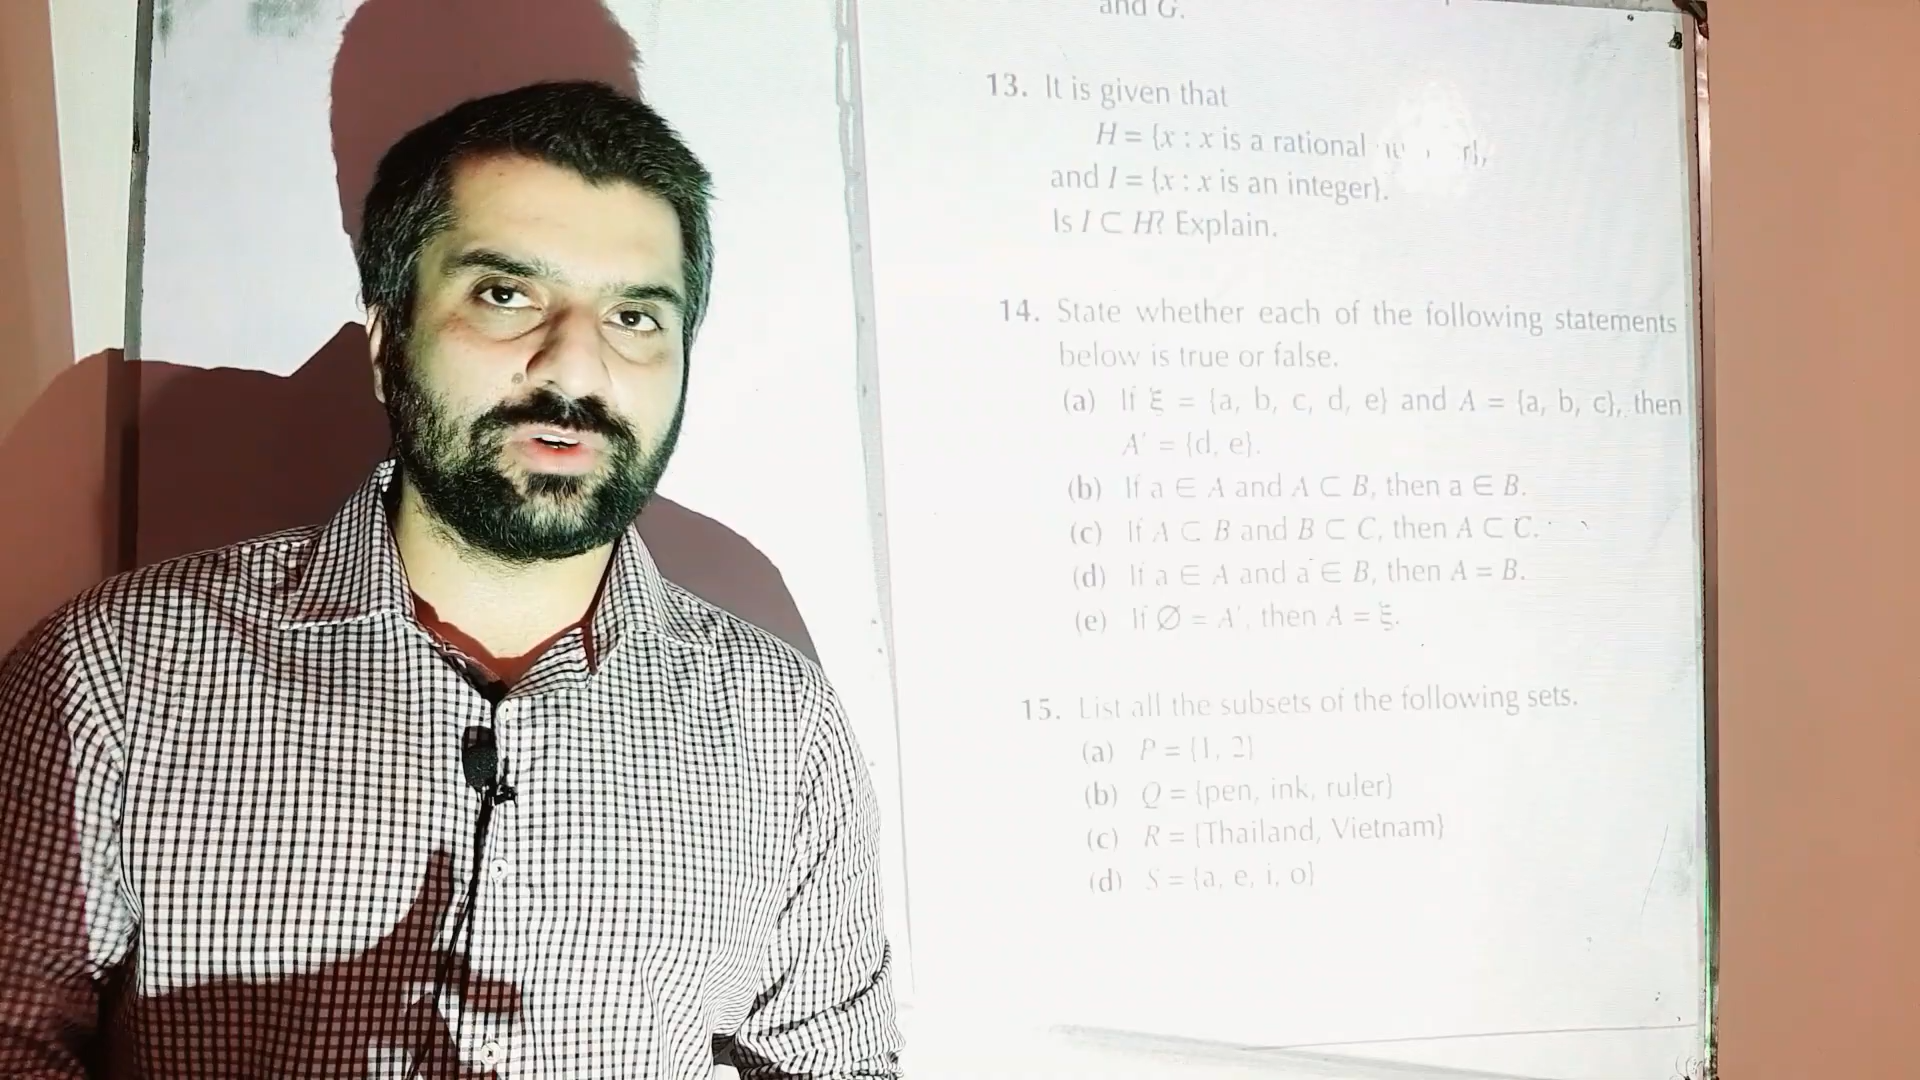 and G.
13. It is given that
H = {x : x is a rational r},
and I = {x : x is an integer}.
Is I ⊂ H? Explain.
14. State whether each of the following statements
below is true or false.
(a) If ξ = {a, b, c, d, e} and A = {a, b, c}, then
A′ = {d, e}.
(b) If a ∈ A and A ⊂ B, then a ∈ B.
(c) If A ⊂ B and B ⊂ C, then A ⊂ C.
(d) If a ∈ A and a ∈ B, then A = B.
(e) If Ø = A′, then A = ξ.
15. List all the subsets of the following sets.
(a) P = {1, 2}
(b) Q = {pen, ink, ruler}
(c) R = {Thailand, Vietnam}
(d) S = {a, e, i, o}